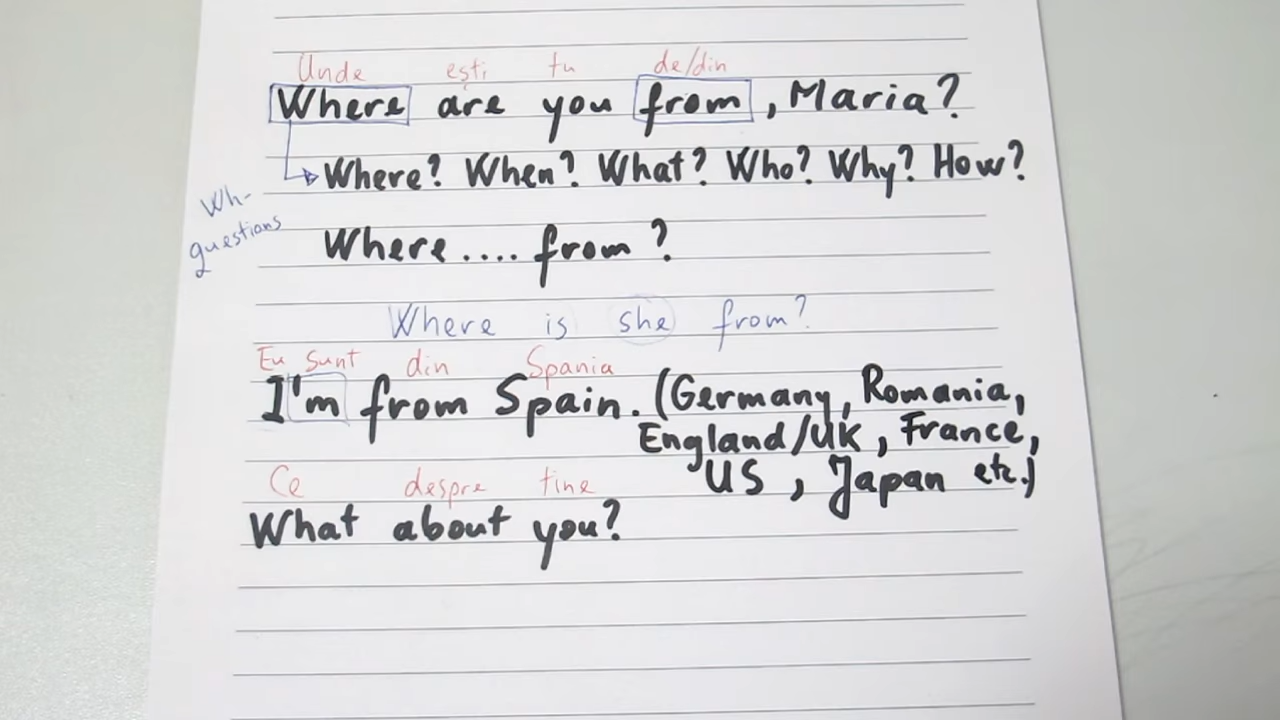 Unde ești tu de/din
Where are you from, Maria?
Where? When? What? Who? Why? How?
Wh-
questions
Where .... from?
Where is she from?
Eu sunt din Spania
I'm from Spain. (Germany, Romania,
England/UK, France,
US, Japan etc.)
Ce despre tine
What about you?